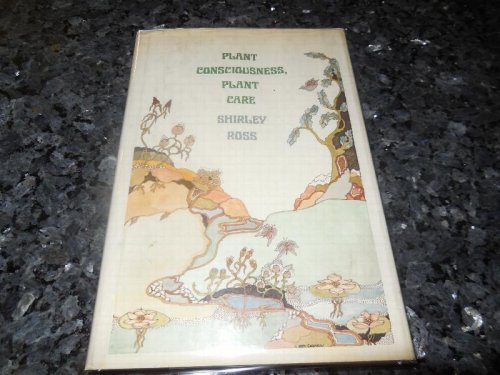 PLANT
CONSCIOUSNESS,
PLANT
CARE
SHIRLEY
ROSS